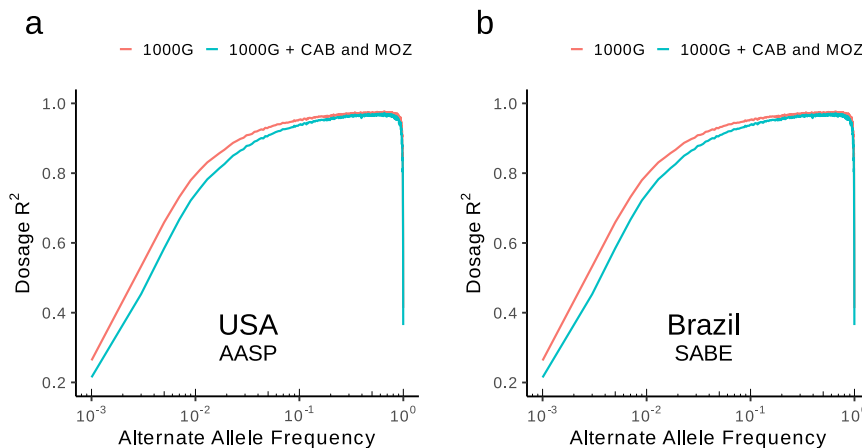 a
1000G 1000G + CAB and MOZ
Dosage R²
1.0
0.8
0.6
0.4
0.2
USA
AASP
10⁻³ 10⁻² 10⁻¹ 10⁰
Alternate Allele Frequency
b
1000G 1000G + CAB and MOZ
Dosage R²
1.0
0.8
0.6
0.4
0.2
Brazil
SABE
10⁻³ 10⁻² 10⁻¹ 10⁰
Alternate Allele Frequency